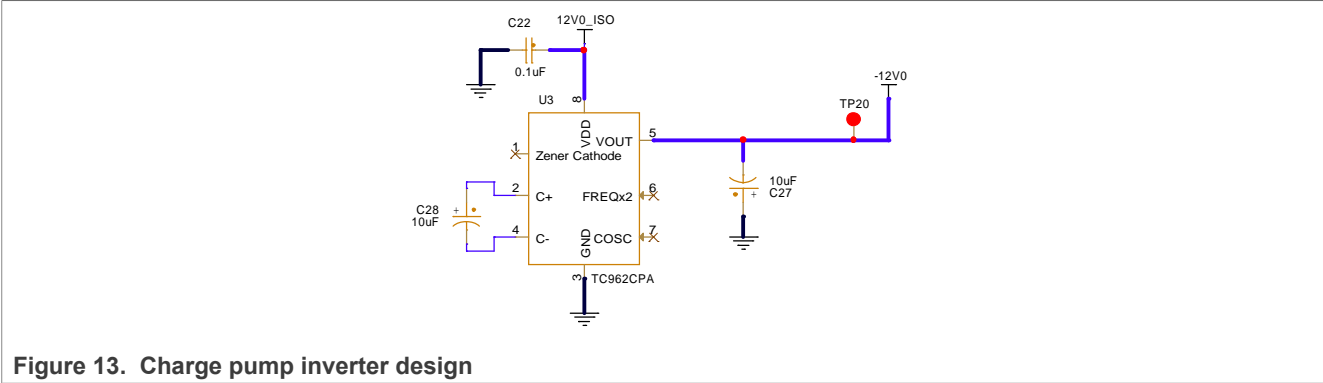 C22
12V0_ISO
0.1uF
-12V0
U3
8
TP20
VDD
VOUT
5
1
Zener Cathode
10uF
C27
2
C+
FREQx2
6
C28
+
10uF
+
4
C-
GND
COSC
7
3
TC962CPA
Figure 13. Charge pump inverter design